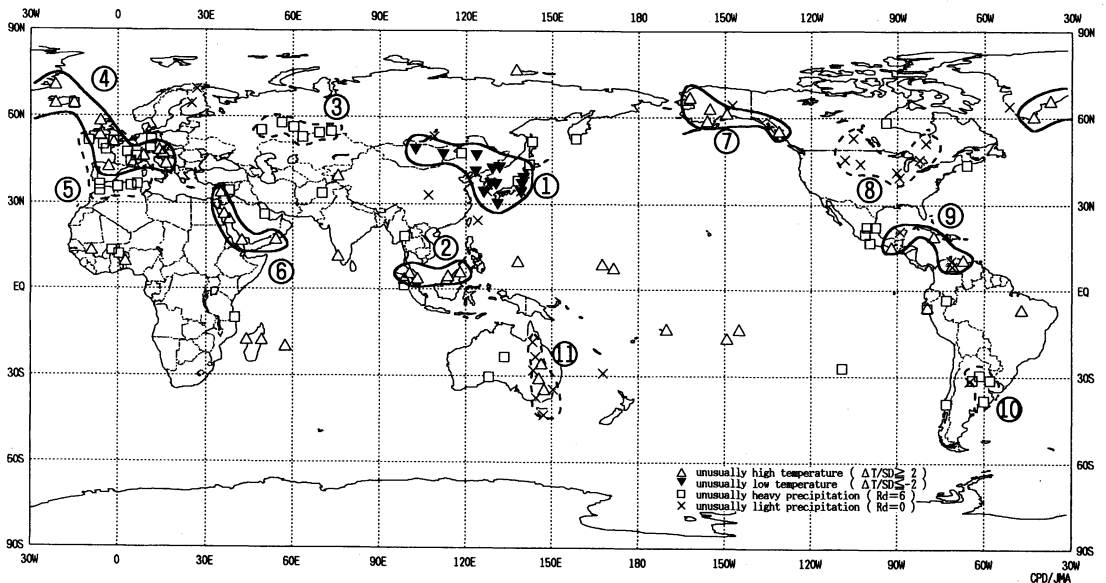 30W 0 30E 60E 90E 120E 150E 180 150W 120W 90W 60W 30W
90N 90N
④
③
60N 60N
⑦
⑤
⑧
①
30N 30N
⑨
②
⑥
EQ EQ
⑪
30S 30S
⑩
60S 60S
△ unusually high temperature ( ΔT/SD≧ 2 )
▼ unusually low temperature ( ΔT/SD≦-2 )
□ unusually heavy precipitation ( Rd=6 )
× unusually light precipitation ( Rd=0 )
90S 90S
30W 0 30E 60E 90E 120E 150E 180 150W 120W 90W 60W 30W
CPD/JMA